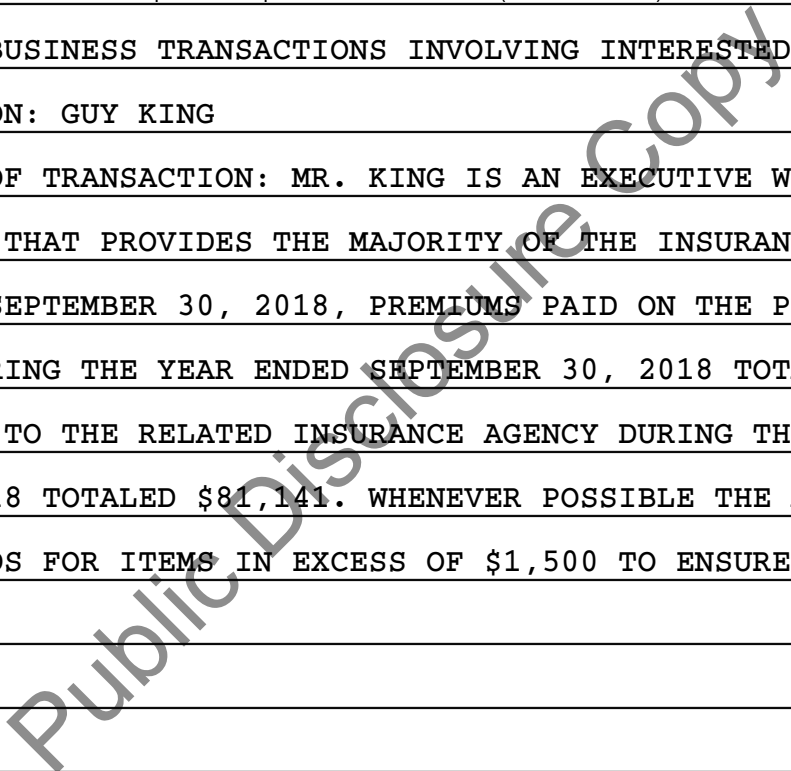 BUSINESS TRANSACTIONS INVOLVING INTERESTED
ON: GUY KING
OF TRANSACTION: MR. KING IS AN EXECUTIVE W
THAT PROVIDES THE MAJORITY OF THE INSURAN
SEPTEMBER 30, 2018, PREMIUMS PAID ON THE P
RING THE YEAR ENDED SEPTEMBER 30, 2018 TOT
TO THE RELATED INSURANCE AGENCY DURING TH
8 TOTALED $81,141. WHENEVER POSSIBLE THE
DS FOR ITEMS IN EXCESS OF $1,500 TO ENSURE
Public Disclosure Copy